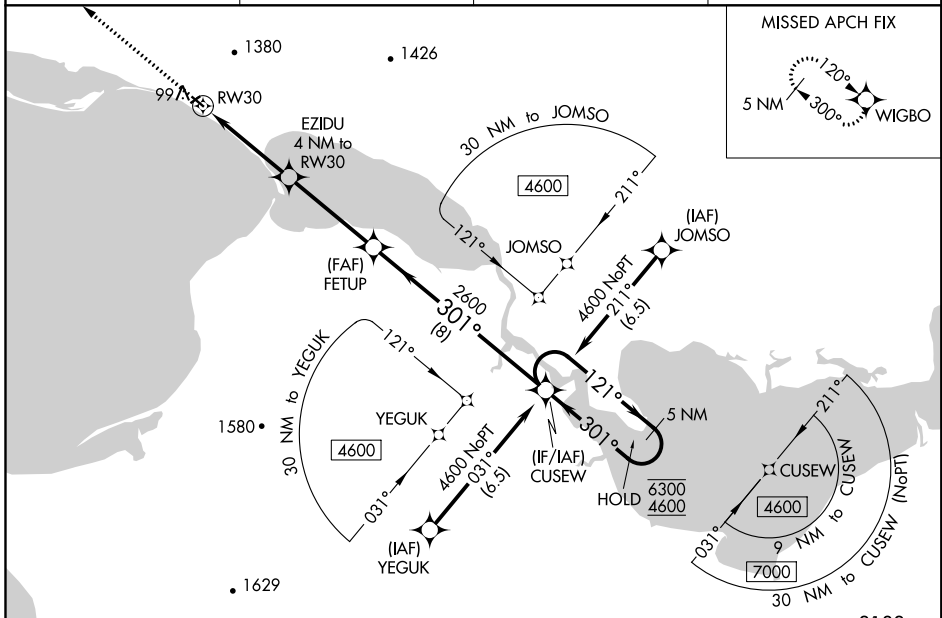 1380
1426
MISSED APCH FIX
120°
300°
5 NM
WIGBO
991
RW30
EZIDU
4 NM to
RW30
30 NM to JOMSO
4600
211°
121°
JOMSO
(IAF)
JOMSO
4600 NoPT
211°
(6.5)
(FAF)
FETUP
2600
301°
(8)
30 NM to YEGUK
121°
YEGUK
4600
031°
1580
4600 NoPT
031°
(6.5)
(IAF)
YEGUK
121°
301°
5 NM
(IF/IAF)
CUSEW
HOLD
6300
4600
211°
CUSEW
4600
9 NM to CUSEW
031°
7000
30 NM to CUSEW (NoPT)
1629